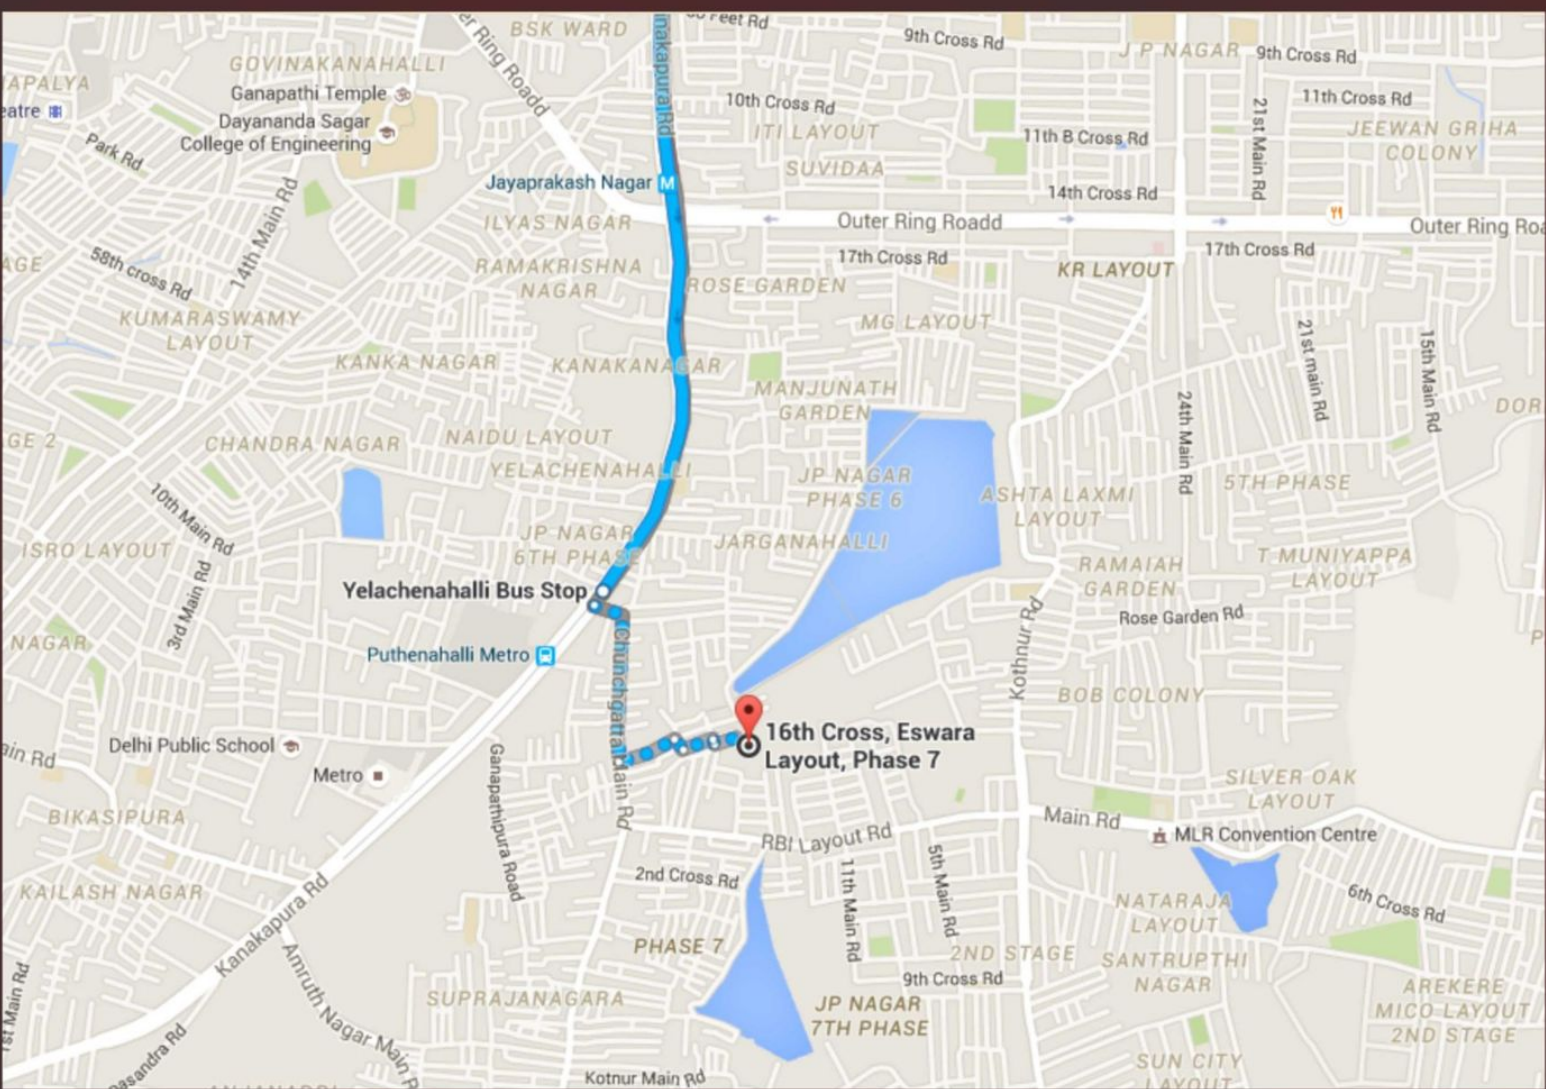 BSK WARD
60 Feet Rd
9th Cross Rd
J P NAGAR
9th Cross Rd
GOVINAKANAHALLI
er Ring Roadd
inakapura Rd
APALYA
Ganapathi Temple
eatre
10th Cross Rd
21st Main Rd
11th Cross Rd
Dayananda Sagar
College of Engineering
ITI LAYOUT
11th B Cross Rd
JEEWAN GRIHA
COLONY
Park Rd
SUVIDAA
Jayaprakash Nagar
M
14th Cross Rd
14th Main Rd
ILYAS NAGAR
Outer Ring Roadd
Outer Ring Roa
58th cross Rd
AGE
RAMAKRISHNA
NAGAR
17th Cross Rd
17th Cross Rd
KR LAYOUT
ROSE GARDEN
KUMARASWAMY
LAYOUT
MG LAYOUT
21st main Rd
15th Main Rd
KANKA NAGAR
KANAKANAGAR
MANJUNATH
GARDEN
24th Main Rd
DOR
GE 2
CHANDRA NAGAR
NAIDU LAYOUT
YELACHENAHALLI
JP NAGAR
PHASE 6
ASHTA LAXMI
LAYOUT
5TH PHASE
10th Main Rd
JP NAGAR
6TH PHASE
JARGANAHALLI
ISRO LAYOUT
T MUNIYAPPA
LAYOUT
RAMAIAH
GARDEN
3rd Main Rd
Yelachenahalli Bus Stop
Rose Garden Rd
Kothnur Rd
NAGAR
P
Puthenahalli Metro
Chunchgatta Main Rd
BOB COLONY
16th Cross, Eswara
Layout, Phase 7
ain Rd
Delhi Public School
Metro
Ganapathipura Road
SILVER OAK
LAYOUT
BIKASIPURA
RBI Layout Rd
Main Rd
MLR Convention Centre
2nd Cross Rd
11th Main Rd
5th Main Rd
KAILASH NAGAR
6th Cross Rd
NATARAJA
LAYOUT
Kanakapura Rd
PHASE 7
2ND STAGE
SANTRUPTHI
NAGAR
9th Cross Rd
1st Main Rd
Amruth Nagar Main R
SUPRAJANAGARA
JP NAGAR
7TH PHASE
AREKERE
MICO LAYOUT
2ND STAGE
asandra Rd
SUN CITY
LAYOUT
Kotnur Main Rd